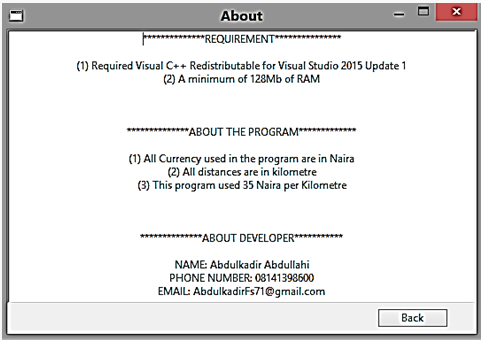 About
*************REQUIREMENT**************
(1) Required Visual C++ Redistributable for Visual Studio 2015 Update 1
(2) A minimum of 128Mb of RAM
*************ABOUT THE PROGRAM************
(1) All Currency used in the program are in Naira
(2) All distances are in kilometre
(3) This program used 35 Naira per Kilometre
*************ABOUT DEVELOPER**********
NAME: Abdulkadir Abdullahi
PHONE NUMBER: 08141398600
EMAIL: AbdulkadirFs71@gmail.com
Back